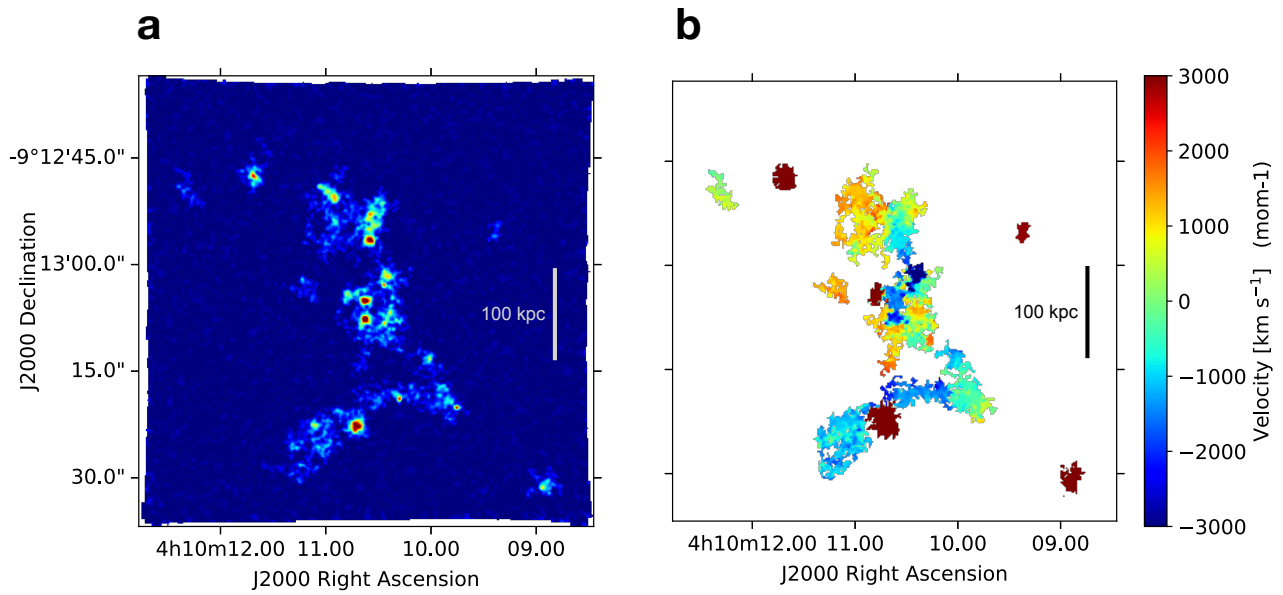 a
b
-9°12'45.0"
13'00.0"
15.0"
30.0"
J2000 Declination
100 kpc
4h10m12.00
11.00
10.00
09.00
J2000 Right Ascension
100 kpc
4h10m12.00
11.00
10.00
09.00
J2000 Right Ascension
3000
2000
1000
0
−1000
−2000
−3000
Velocity [km s⁻¹] (mom-1)